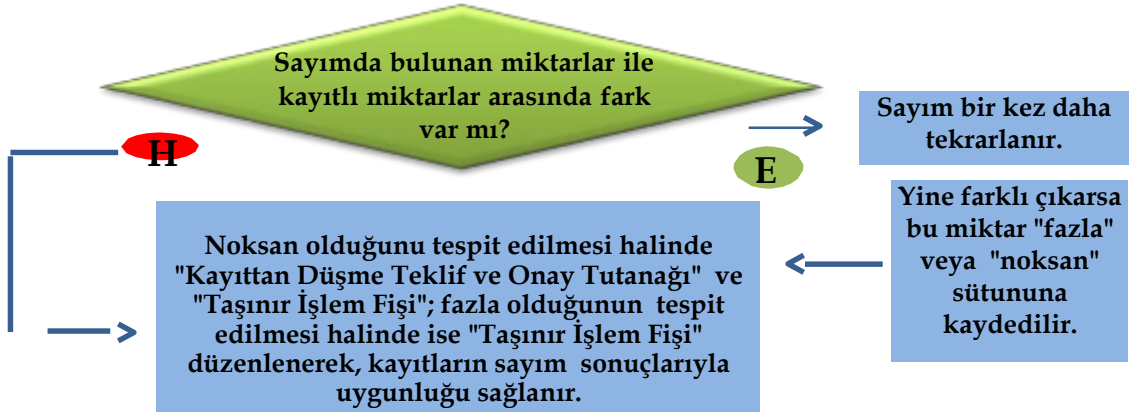 Sayımda bulunan miktarlar ile
kayıtlı miktarlar arasında fark
var mı?
H
E
Sayım bir kez daha
tekrarlanır.
Yine farklı çıkarsa
bu miktar "fazla"
veya "noksan"
sütununa
kaydedilir.
Noksan olduğunu tespit edilmesi halinde
"Kayıttan Düşme Teklif ve Onay Tutanağı" ve
"Taşınır İşlem Fişi"; fazla olduğunun tespit
edilmesi halinde ise "Taşınır İşlem Fişi"
düzenlenerek, kayıtların sayım sonuçlarıyla
uygunluğu sağlanır.